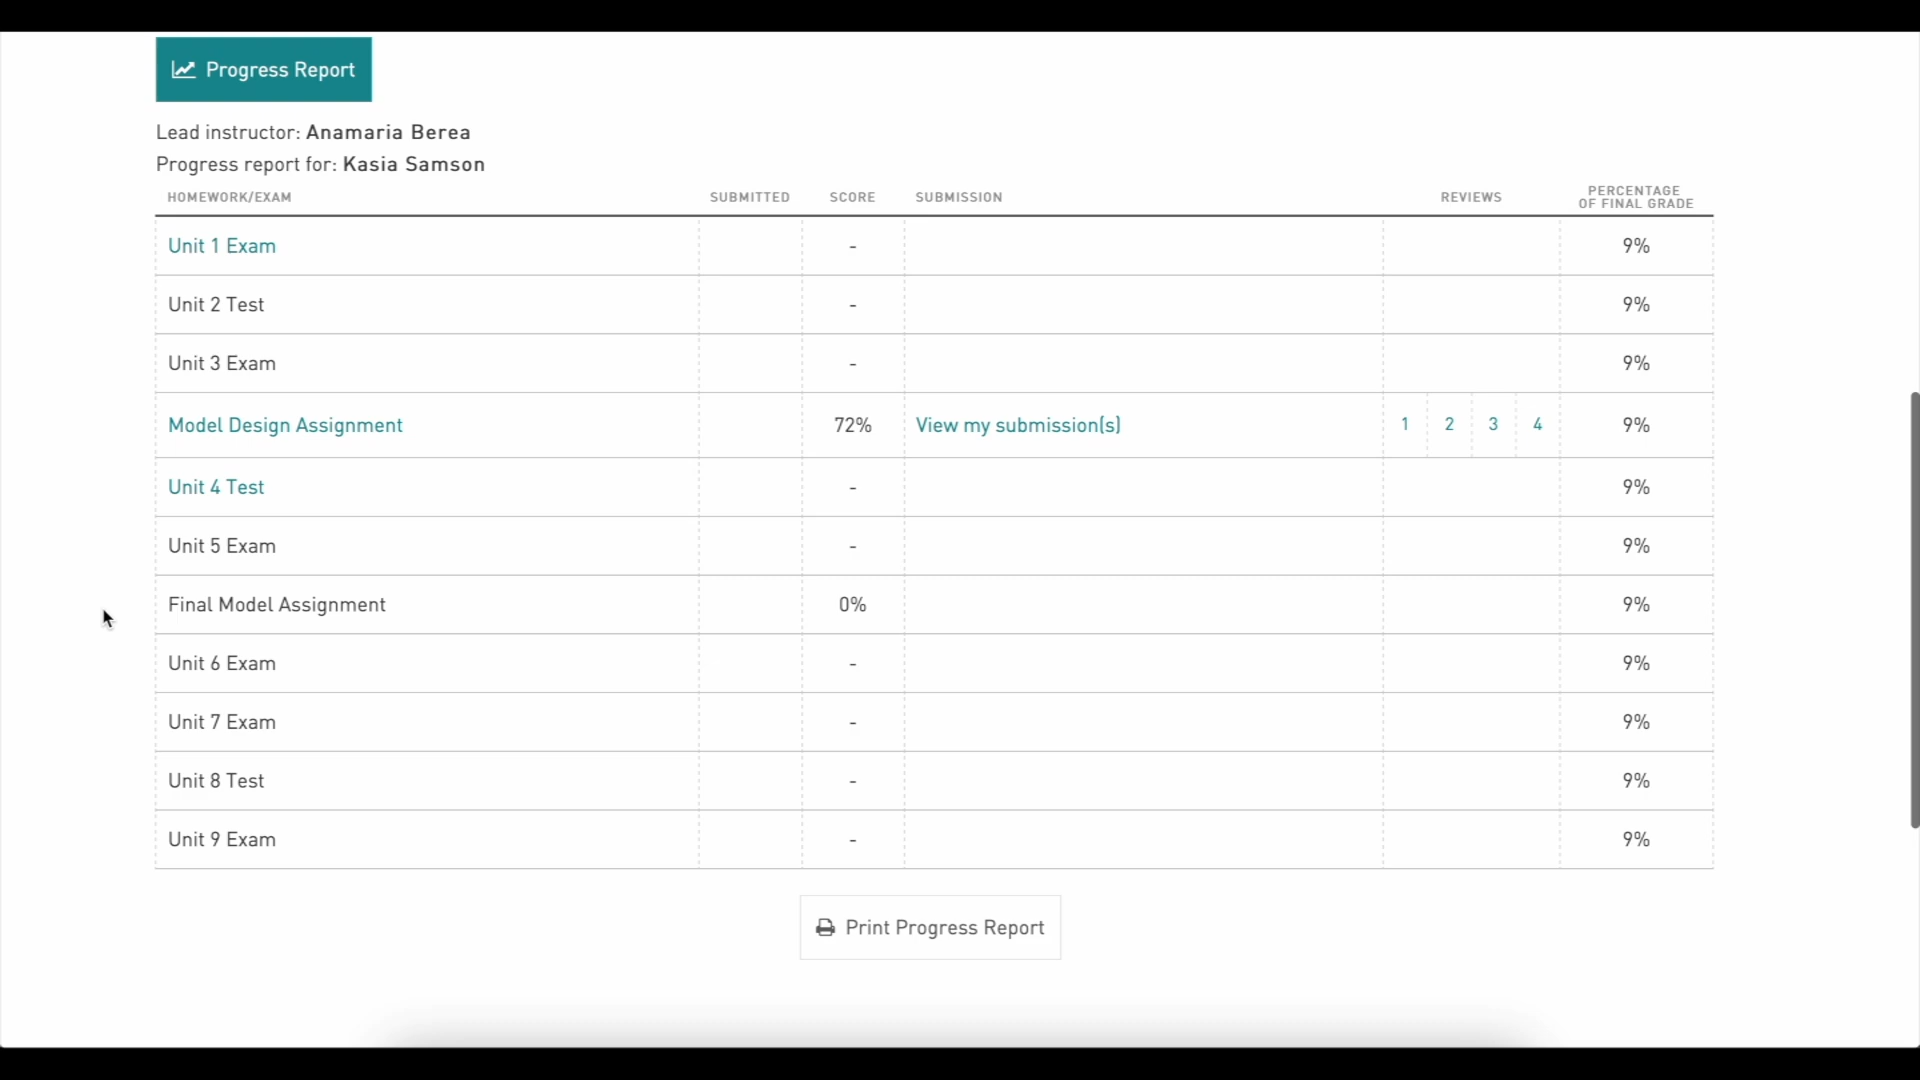 Progress Report
Lead instructor: Anamaria Berea
Progress report for: Kasia Samson
HOMEWORK/EXAM SUBMITTED SCORE SUBMISSION REVIEWS PERCENTAGE OF FINAL GRADE
Unit 1 Exam - 9%
Unit 2 Test - 9%
Unit 3 Exam - 9%
Model Design Assignment 72% View my submission(s) 1 2 3 4 9%
Unit 4 Test - 9%
Unit 5 Exam - 9%
Final Model Assignment 0% 9%
Unit 6 Exam - 9%
Unit 7 Exam - 9%
Unit 8 Test - 9%
Unit 9 Exam - 9%
Print Progress Report